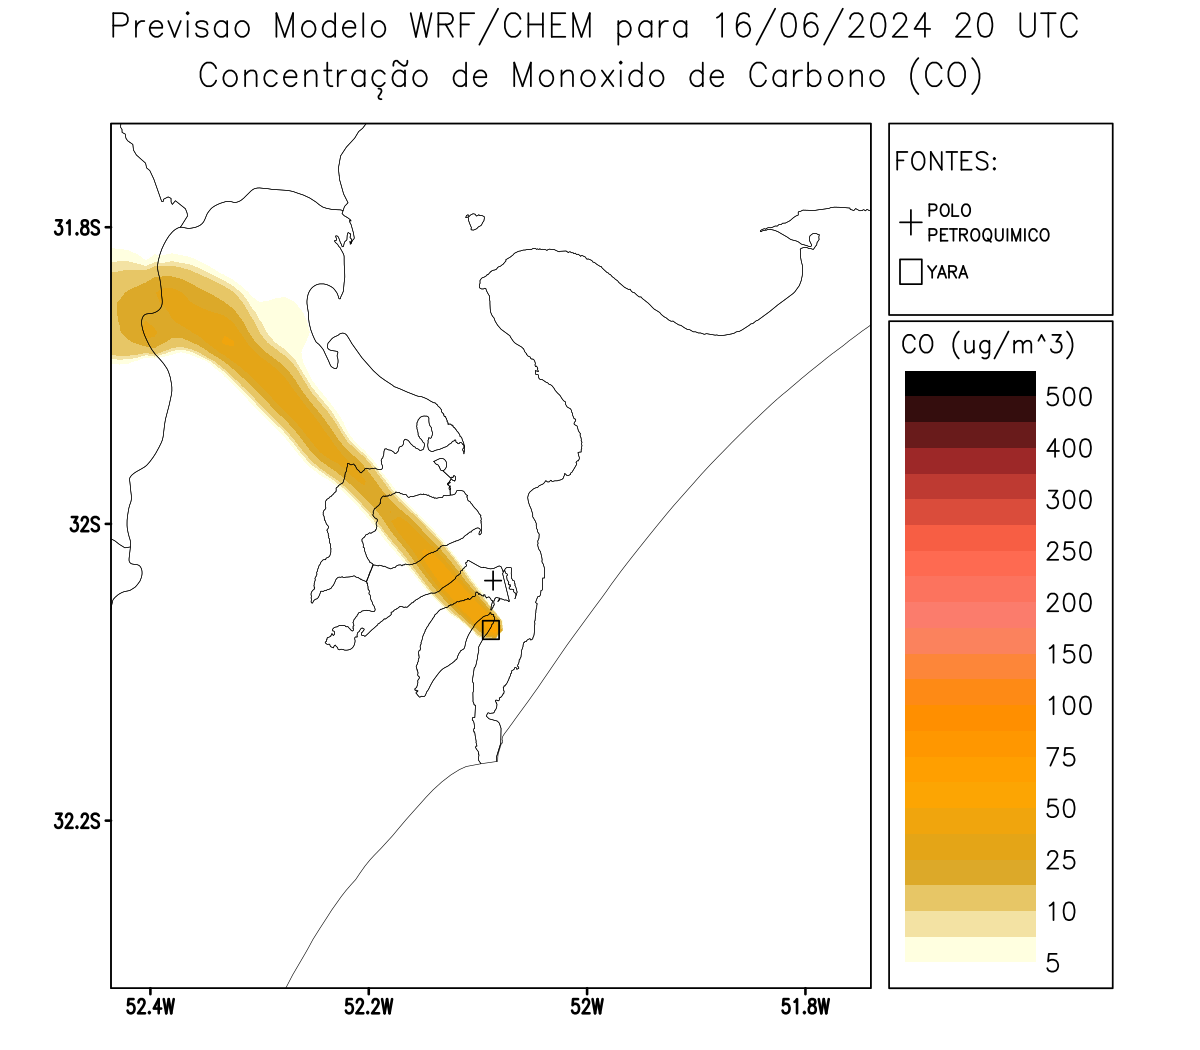 Previsao Modelo WRF/CHEM para 16/06/2024 20 UTC
Concentração de Monoxido de Carbono (CO)
FONTES:
POLO
PETROQUIMICO
YARA
CO (ug/m^3)
500
400
300
250
200
150
100
75
50
25
10
5
31.8S
32S
32.2S
52.4W
52.2W
52W
51.8W